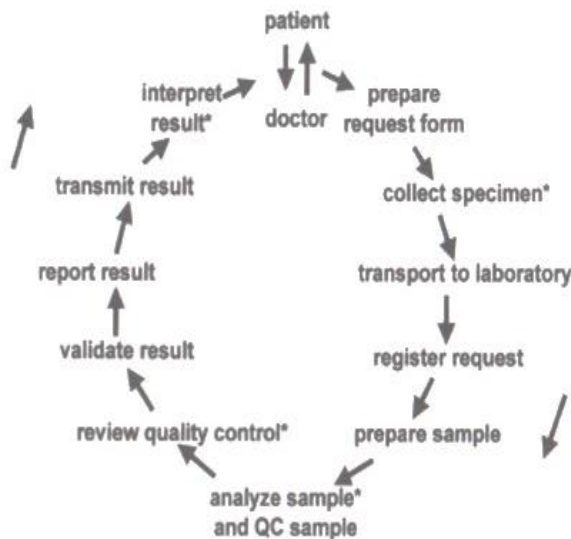 patient
doctor
prepare
request form
collect specimen*
transport to laboratory
register request
prepare sample
analyze sample*
and QC sample
review quality control*
validate result
report result
transmit result
interpret
result*